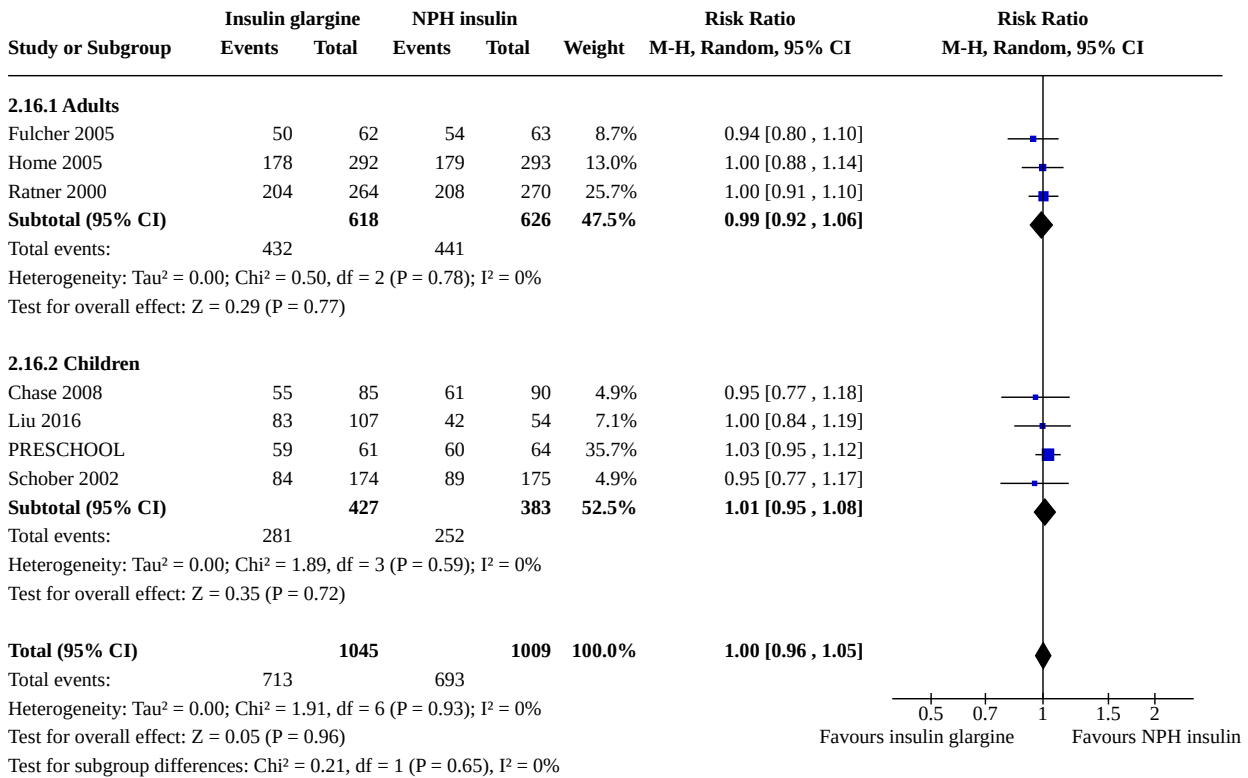 Insulin glargine NPH insulin Risk Ratio Risk Ratio
Study or Subgroup Events Total Events Total Weight M-H, Random, 95% CI M-H, Random, 95% CI
2.16.1 Adults
Fulcher 2005 50 62 54 63 8.7% 0.94 [0.80 , 1.10]
Home 2005 178 292 179 293 13.0% 1.00 [0.88 , 1.14]
Ratner 2000 204 264 208 270 25.7% 1.00 [0.91 , 1.10]
Subtotal (95% CI) 618 626 47.5% 0.99 [0.92 , 1.06]
Total events: 432 441
Heterogeneity: Tau² = 0.00; Chi² = 0.50, df = 2 (P = 0.78); I² = 0%
Test for overall effect: Z = 0.29 (P = 0.77)
2.16.2 Children
Chase 2008 55 85 61 90 4.9% 0.95 [0.77 , 1.18]
Liu 2016 83 107 42 54 7.1% 1.00 [0.84 , 1.19]
PRESCHOOL 59 61 60 64 35.7% 1.03 [0.95 , 1.12]
Schober 2002 84 174 89 175 4.9% 0.95 [0.77 , 1.17]
Subtotal (95% CI) 427 383 52.5% 1.01 [0.95 , 1.08]
Total events: 281 252
Heterogeneity: Tau² = 0.00; Chi² = 1.89, df = 3 (P = 0.59); I² = 0%
Test for overall effect: Z = 0.35 (P = 0.72)
Total (95% CI) 1045 1009 100.0% 1.00 [0.96 , 1.05]
Total events: 713 693
Heterogeneity: Tau² = 0.00; Chi² = 1.91, df = 6 (P = 0.93); I² = 0%
0.5 0.7 1 1.5 2
Test for overall effect: Z = 0.05 (P = 0.96)
Favours insulin glargine Favours NPH insulin
Test for subgroup differences: Chi² = 0.21, df = 1 (P = 0.65), I² = 0%